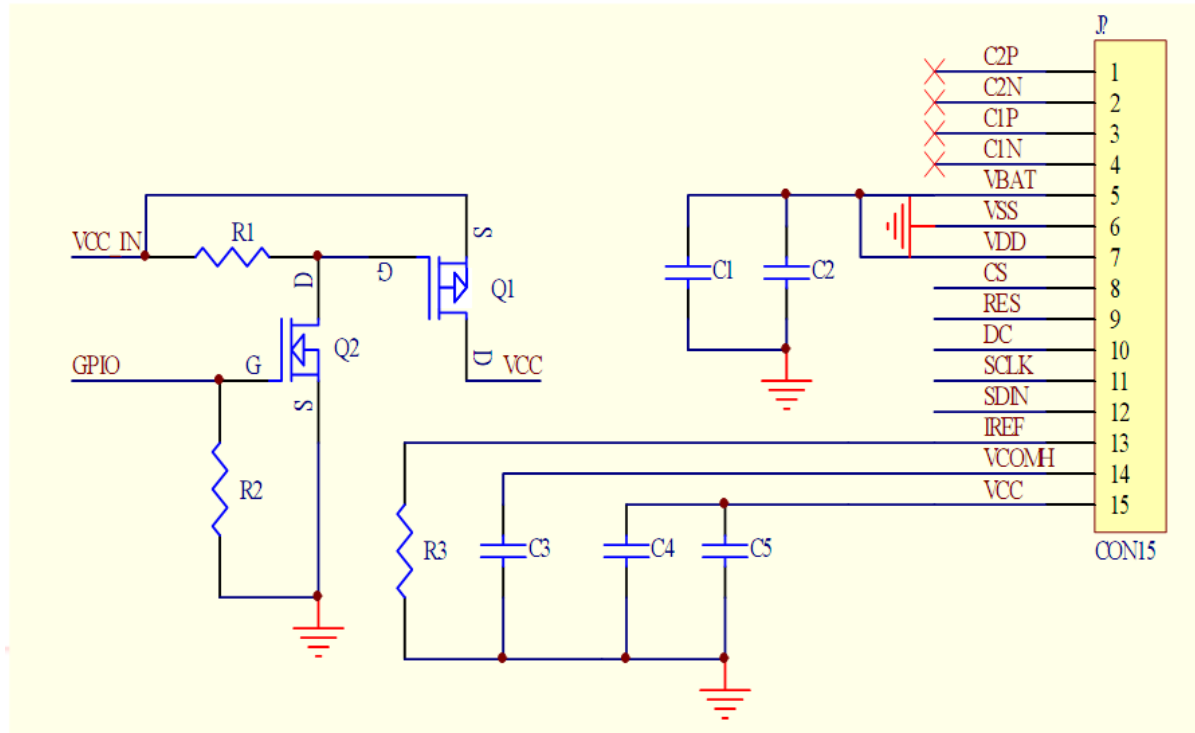 J?
C2P 1
C2N 2
C1P 3
C1N 4
VBAT 5
VSS 6
VDD 7
CS 8
RES 9
DC 10
SCLK 11
SDIN 12
IREF 13
VCOMH 14
VCC 15
CON15
VCC_IN
R1
S
D
G
Q1
Q2
GPIO
G
S
D
VCC
R2
C1
C2
R3
C3
C4
C5